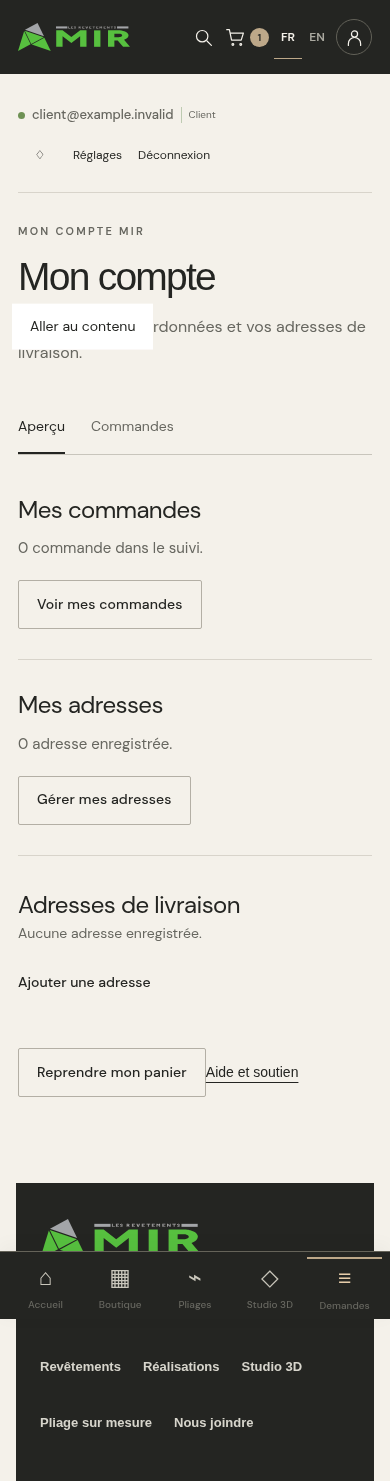 LES REVÊTEMENTS
MIR
1
FR
EN
client@example.invalid
Client
Réglages
Déconnexion
MON COMPTE MIR
Mon compte
Aller au contenu
rdonnées et vos adresses de
livraison.
Aperçu
Commandes
Mes commandes
0 commande dans le suivi.
Voir mes commandes
Mes adresses
0 adresse enregistrée.
Gérer mes adresses
Adresses de livraison
Aucune adresse enregistrée.
Ajouter une adresse
Reprendre mon panier
Aide et soutien
LES REVÊTEMENTS
MIR
Accueil
Boutique
Pliages
Studio 3D
Demandes
Revêtements
Réalisations
Studio 3D
Pliage sur mesure
Nous joindre